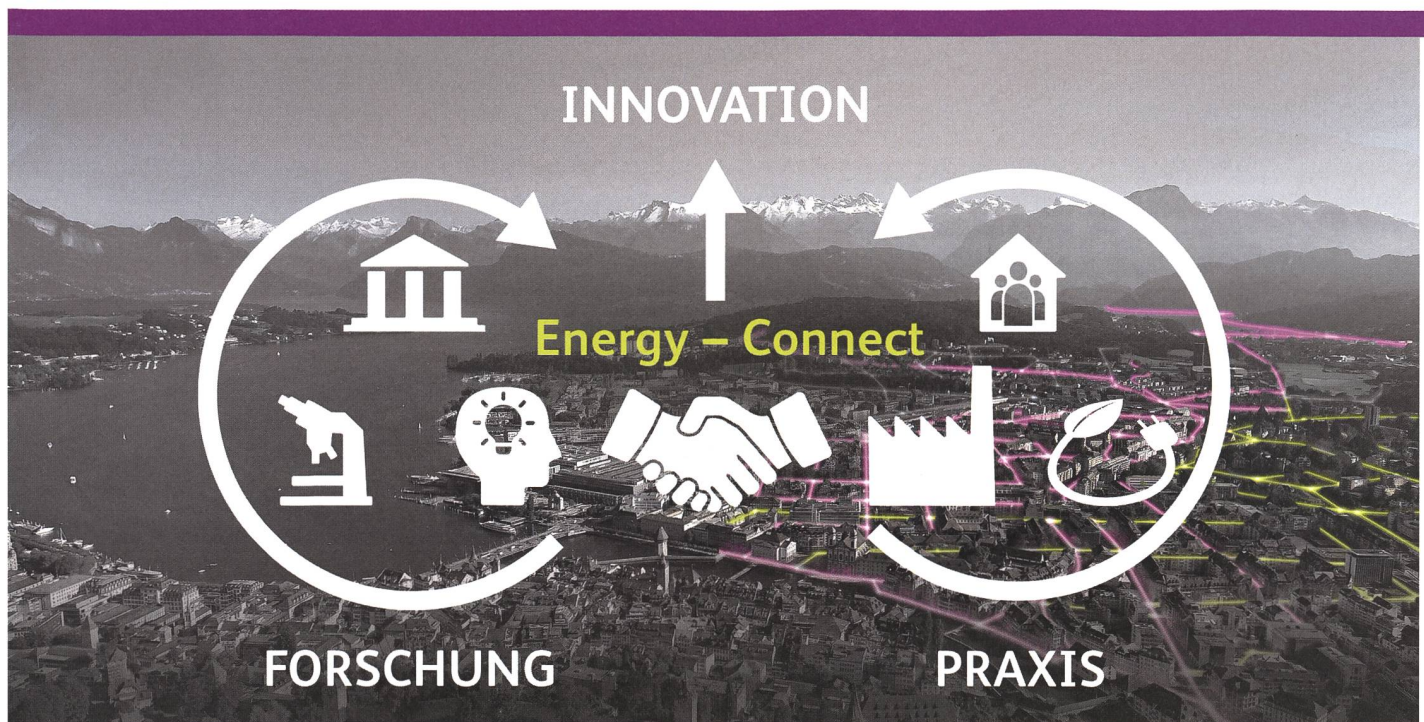 INNOVATION
Energy – Connect
FORSCHUNG
PRAXIS